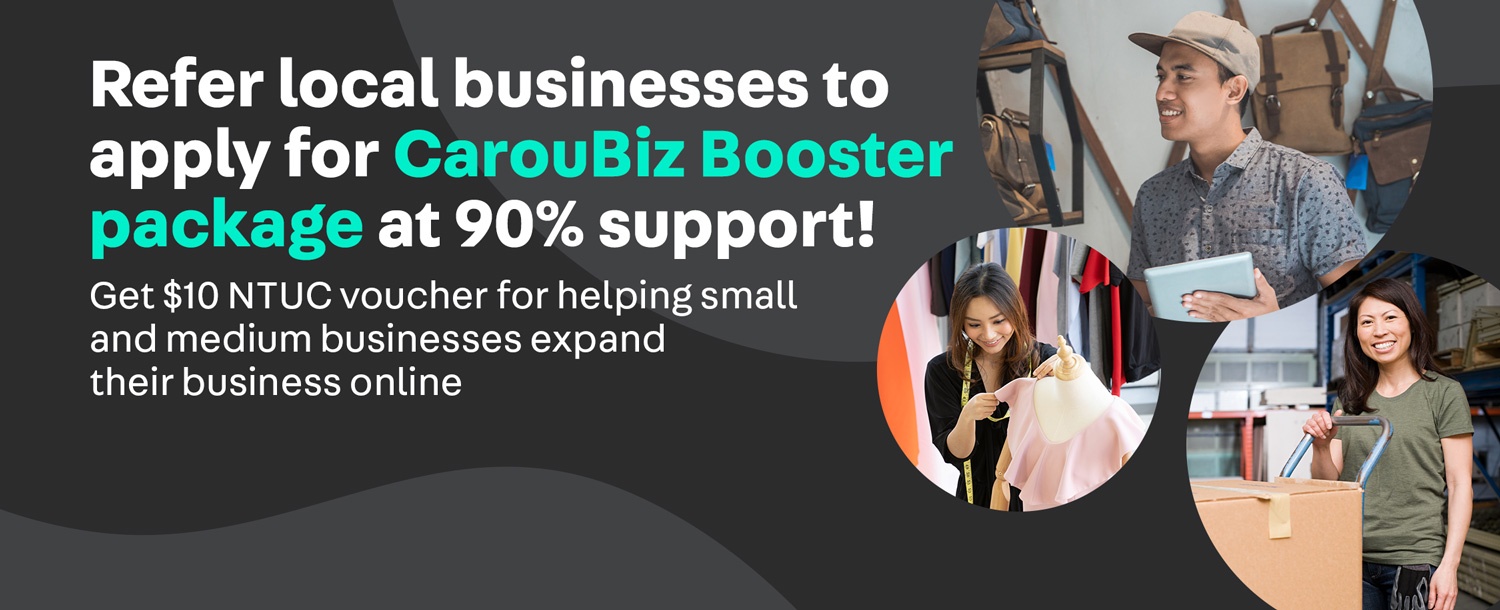 Refer local businesses to
apply for CarouBiz Booster
package at 90% support!
Get $10 NTUC voucher for helping small
and medium businesses expand
their business online